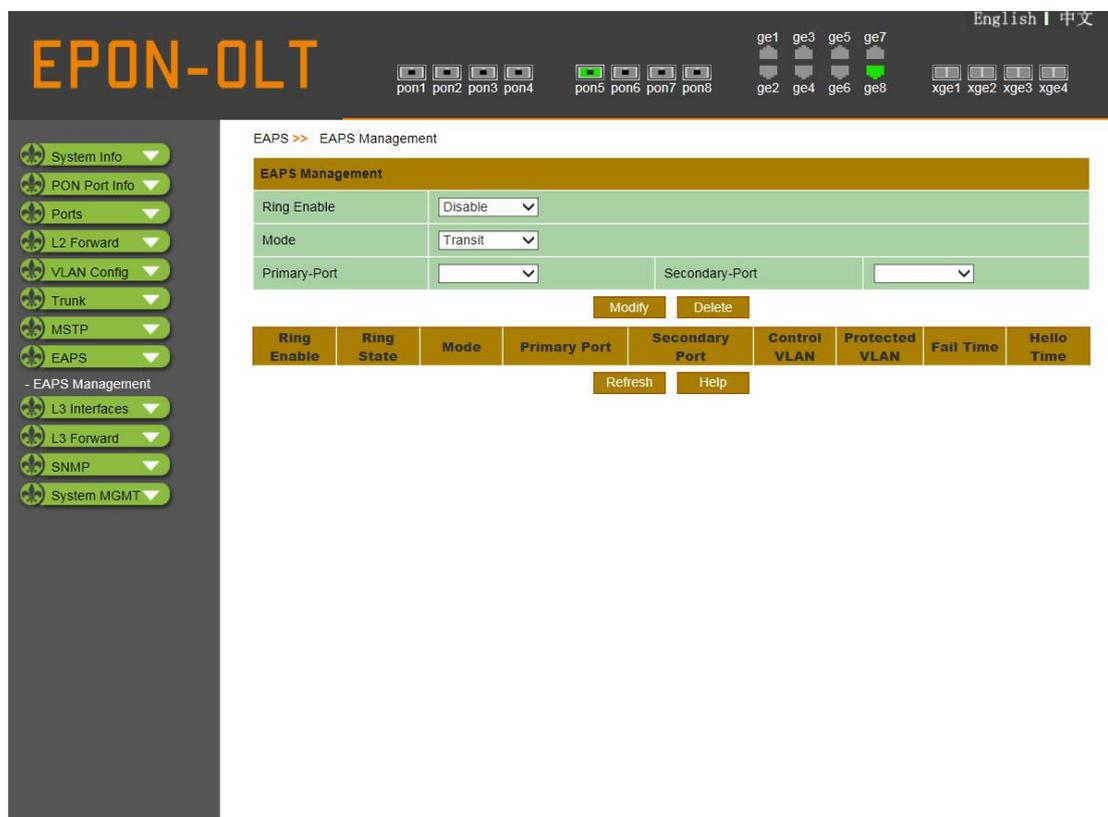 English | 中文
EPON-OLT
ge1 ge3 ge5 ge7
pon1 pon2 pon3 pon4 pon5 pon6 pon7 pon8 ge2 ge4 ge6 ge8 xge1 xge2 xge3 xge4
System Info
PON Port Info
Ports
L2 Forward
VLAN Config
Trunk
MSTP
EAPS
- EAPS Management
L3 Interfaces
L3 Forward
SNMP
System MGMT
EAPS >> EAPS Management
EAPS Management
Ring Enable Disable
Mode Transit
Primary-Port Secondary-Port
Modify Delete
Ring Enable Ring State Mode Primary Port Secondary Port Control VLAN Protected VLAN Fail Time Hello Time
Refresh Help